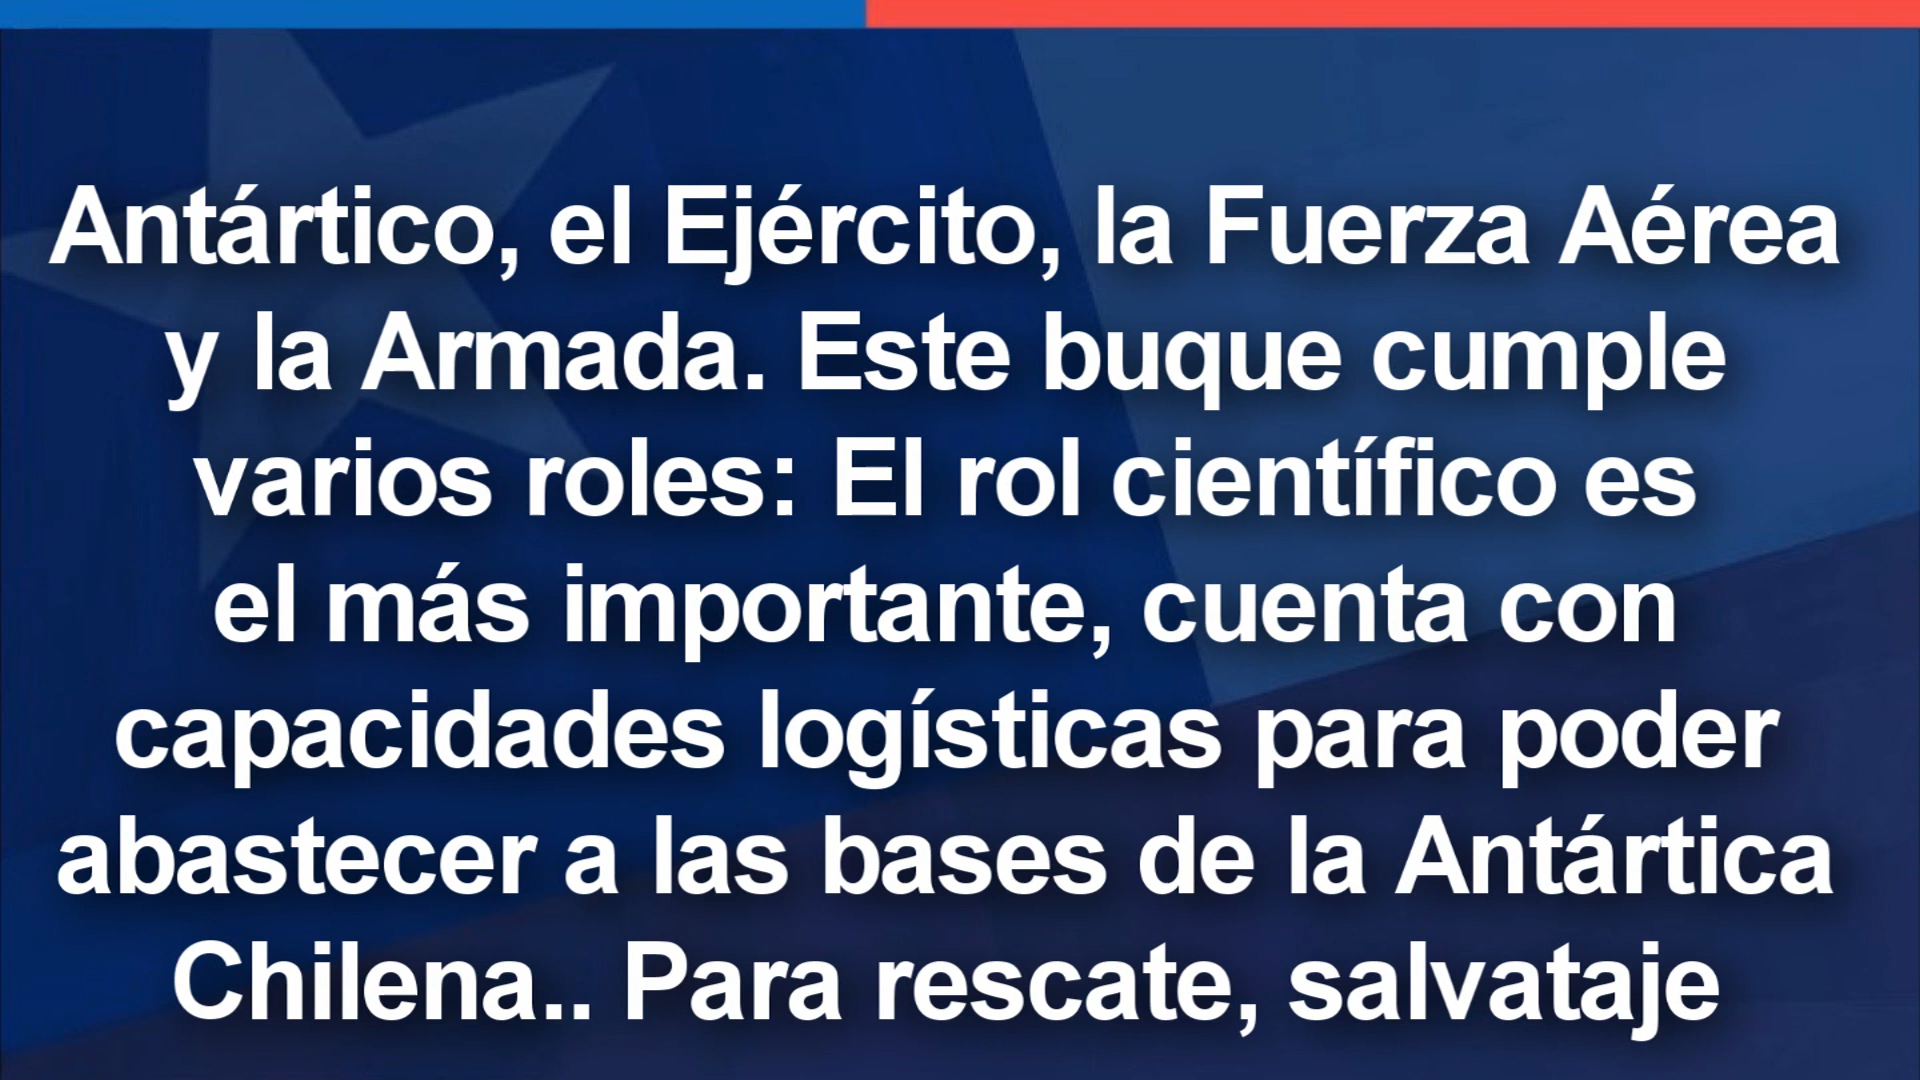 Antártico, el Ejército, la Fuerza Aérea
y la Armada. Este buque cumple
varios roles: El rol científico es
el más importante, cuenta con
capacidades logísticas para poder
abastecer a las bases de la Antártica
Chilena.. Para rescate, salvataje